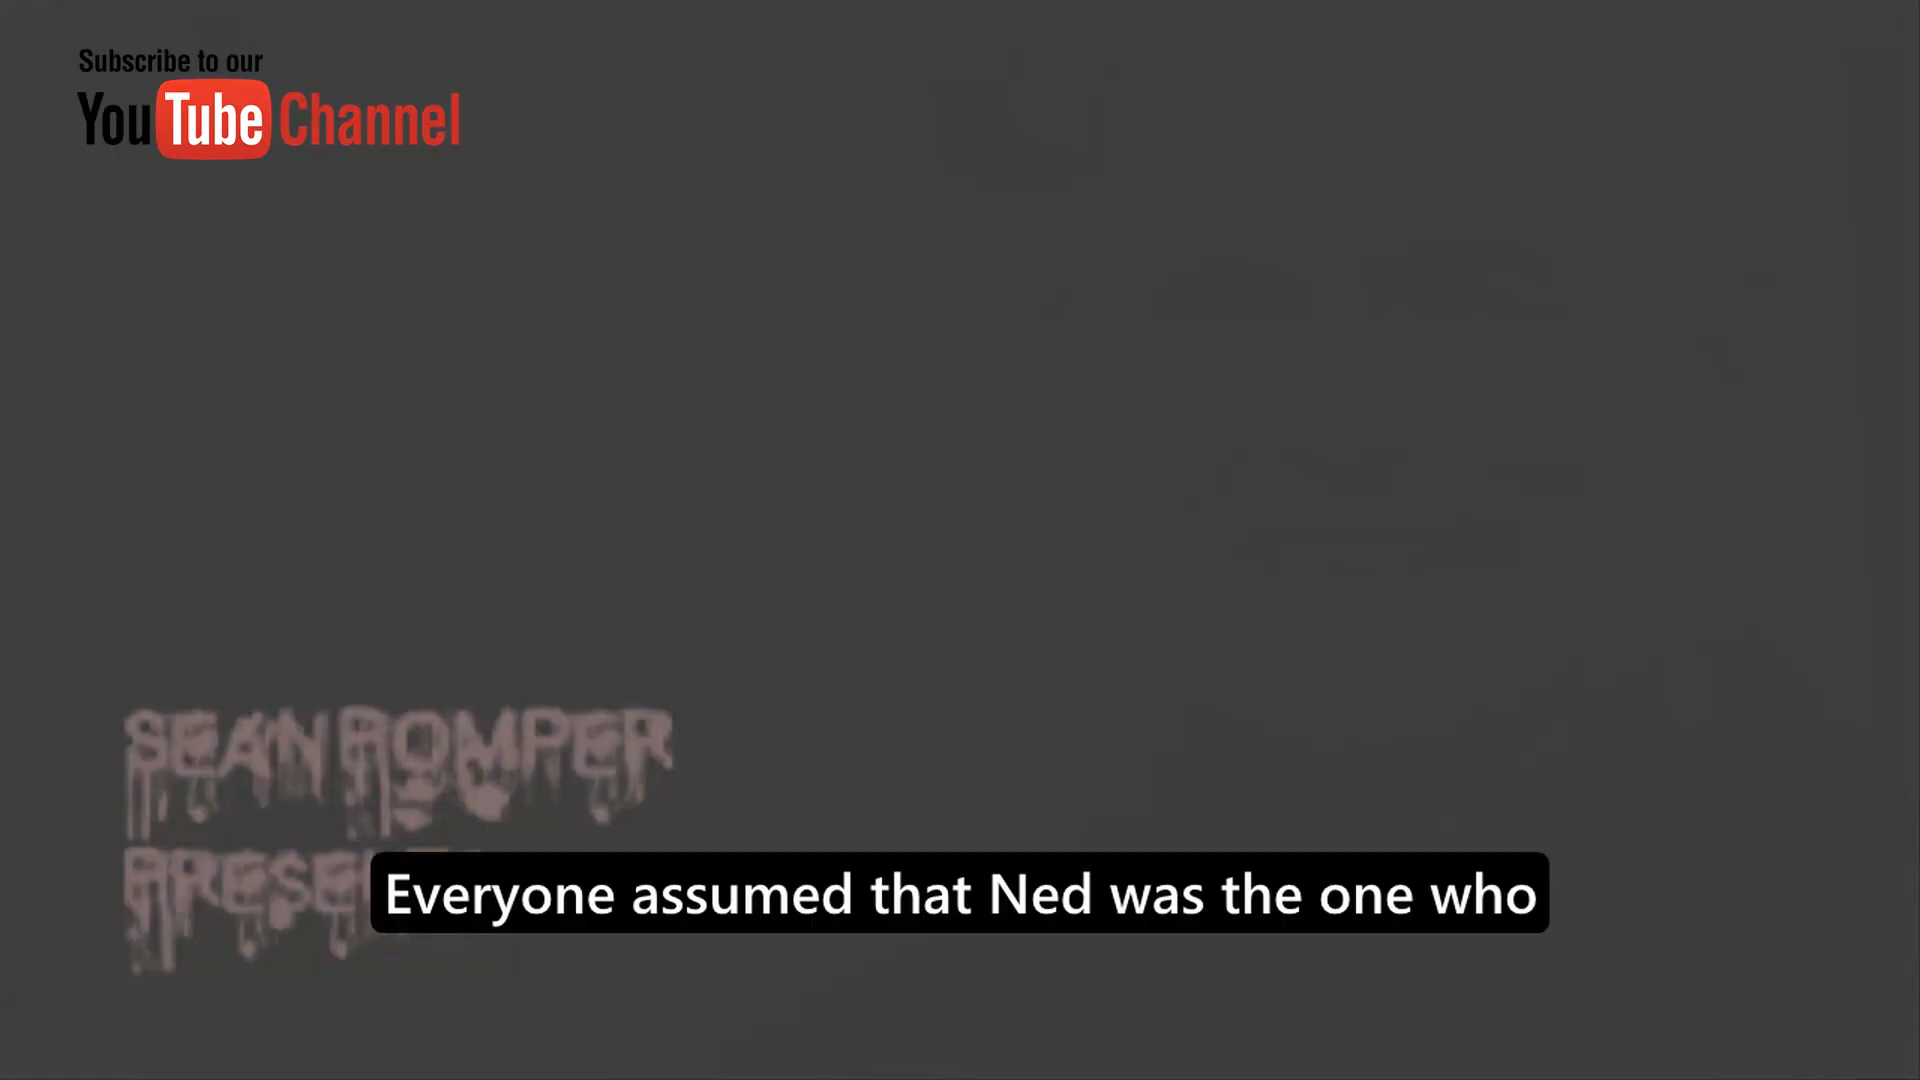 Subscribe to our
YouTube Channel
SEAN ROMPER
Everyone assumed that Ned was the one who